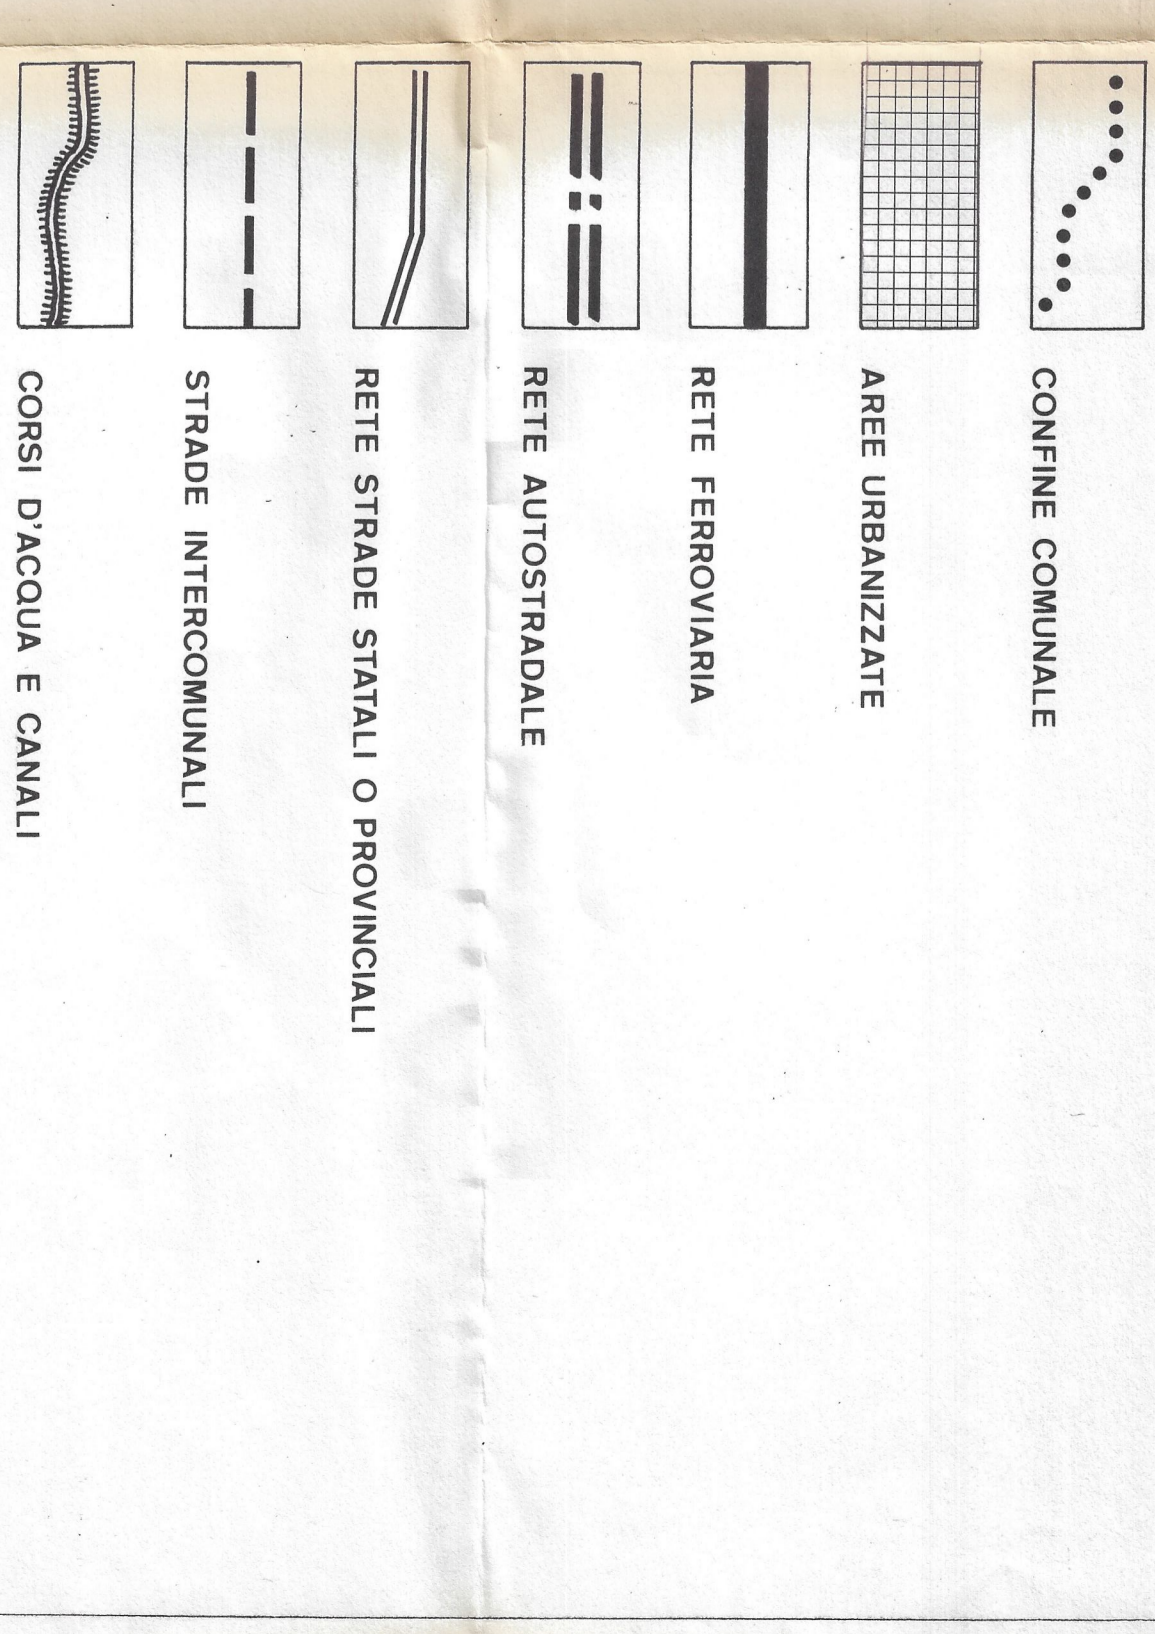 CONFINE COMUNALE
AREE URBANIZZATE
RETE FERROVIARIA
RETE AUTOSTRADALE
RETE STRADE STATALI O PROVINCIALI
STRADE INTERCOMUNALI
CORSI D'ACQUA E CANALI